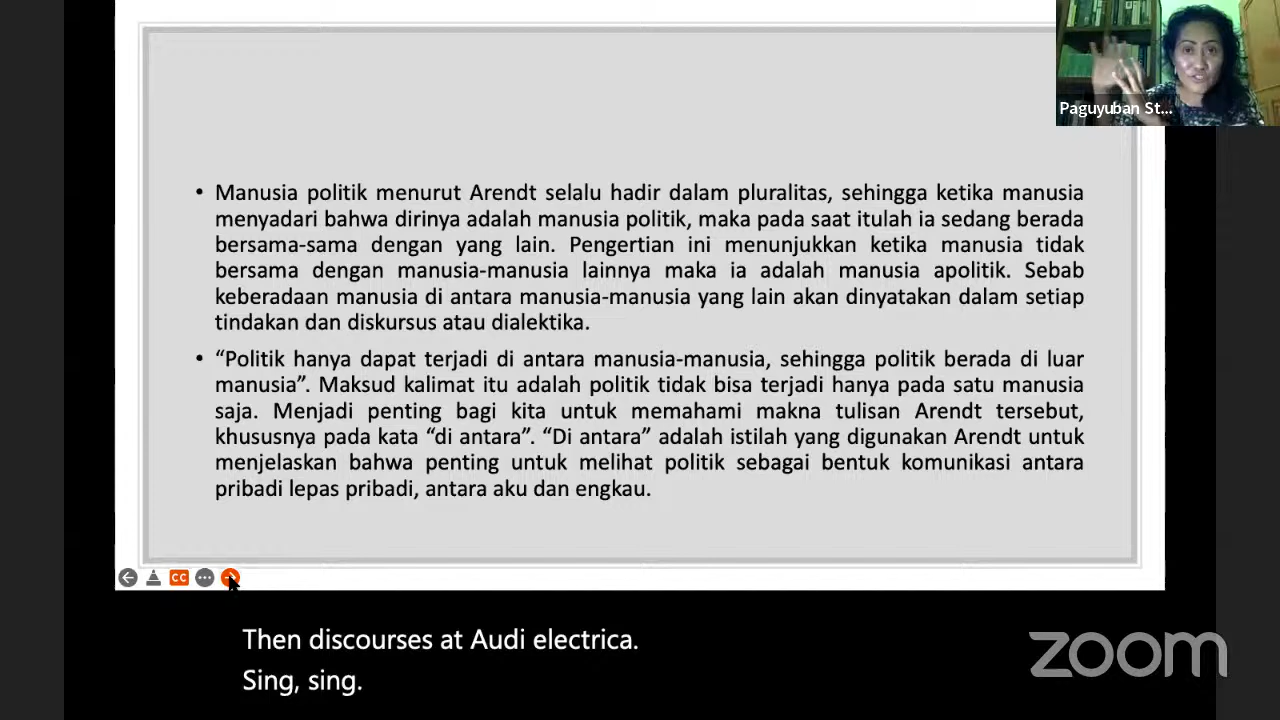 Paguyuban St...
• Manusia politik menurut Arendt selalu hadir dalam pluralitas, sehingga ketika manusia
menyadari bahwa dirinya adalah manusia politik, maka pada saat itulah ia sedang berada
bersama-sama dengan yang lain. Pengertian ini menunjukkan ketika manusia tidak
bersama dengan manusia-manusia lainnya maka ia adalah manusia apolitik. Sebab
keberadaan manusia di antara manusia-manusia yang lain akan dinyatakan dalam setiap
tindakan dan diskursus atau dialektika.
• “Politik hanya dapat terjadi di antara manusia-manusia, sehingga politik berada di luar
manusia”. Maksud kalimat itu adalah politik tidak bisa terjadi hanya pada satu manusia
saja. Menjadi penting bagi kita untuk memahami makna tulisan Arendt tersebut,
khususnya pada kata “di antara”. “Di antara” adalah istilah yang digunakan Arendt untuk
menjelaskan bahwa penting untuk melihat politik sebagai bentuk komunikasi antara
pribadi lepas pribadi, antara aku dan engkau.
CC
Then discourses at Audi electrica.
Sing, sing.
zoom